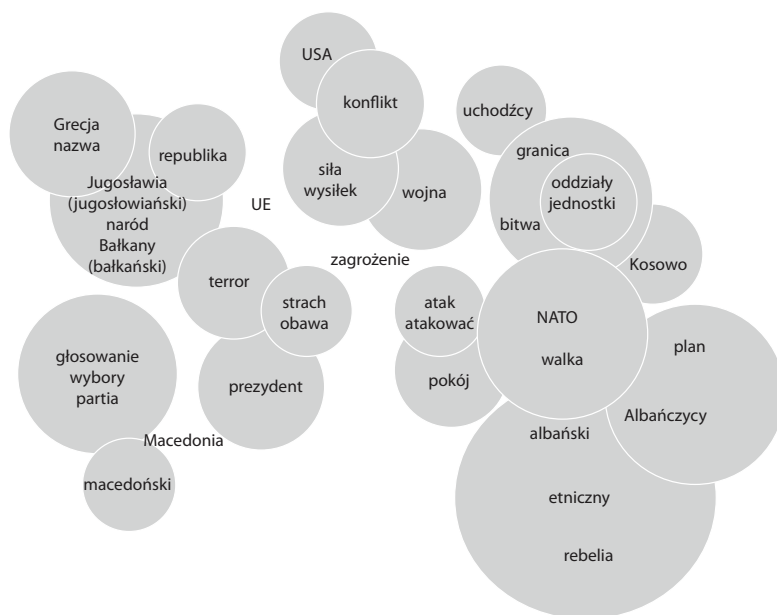 USA
konflikt
siła
wysiłek
wojna
Grecja
nazwa
republika
Jugosławia
(jugosłowiański)
naród
Bałkany
(bałkański)
UE
uchodźcy
granica
oddziały
jednostki
bitwa
Kosowo
zagrożenie
terror
strach
obawa
prezydent
atak
atakować
pokój
NATO
walka
plan
Albańczycy
albański
etniczny
rebelia
głosowanie
wybory
partia
Macedonia
macedoński